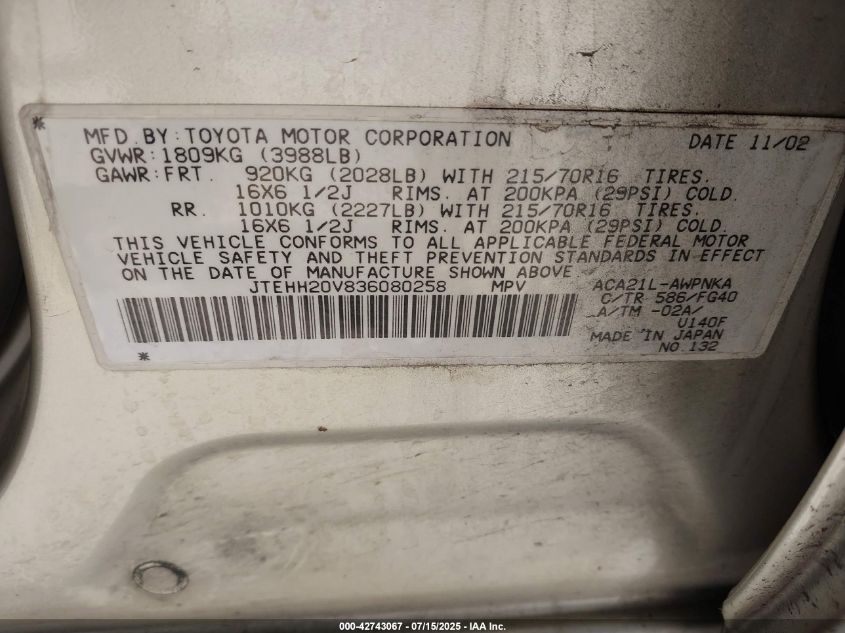 *
MFD. BY: TOYOTA MOTOR CORPORATION DATE 11/02
GVWR: 1809KG (3988LB)
GAWR: FRT. 920KG (2028LB) WITH 215/70R16 TIRES.
16X6 1/2J RIMS. AT 200KPA (29PSI) COLD.
RR. 1010KG (2227LB) WITH 215/70R16 TIRES.
16X6 1/2J RIMS. AT 200KPA (29PSI) COLD.
THIS VEHICLE CONFORMS TO ALL APPLICABLE FEDERAL MOTOR
VEHICLE SAFETY AND THEFT PREVENTION STANDARDS IN EFFECT
ON THE DATE OF MANUFACTURE SHOWN ABOVE.
JTEHH20V836080258 MPV ACA21L-AWPNKA
C/TR 586/FG40
A/TM -02A/
U140F
MADE IN JAPAN
NO.132
*
000-42743067 - 07/15/2025 - IAA Inc.